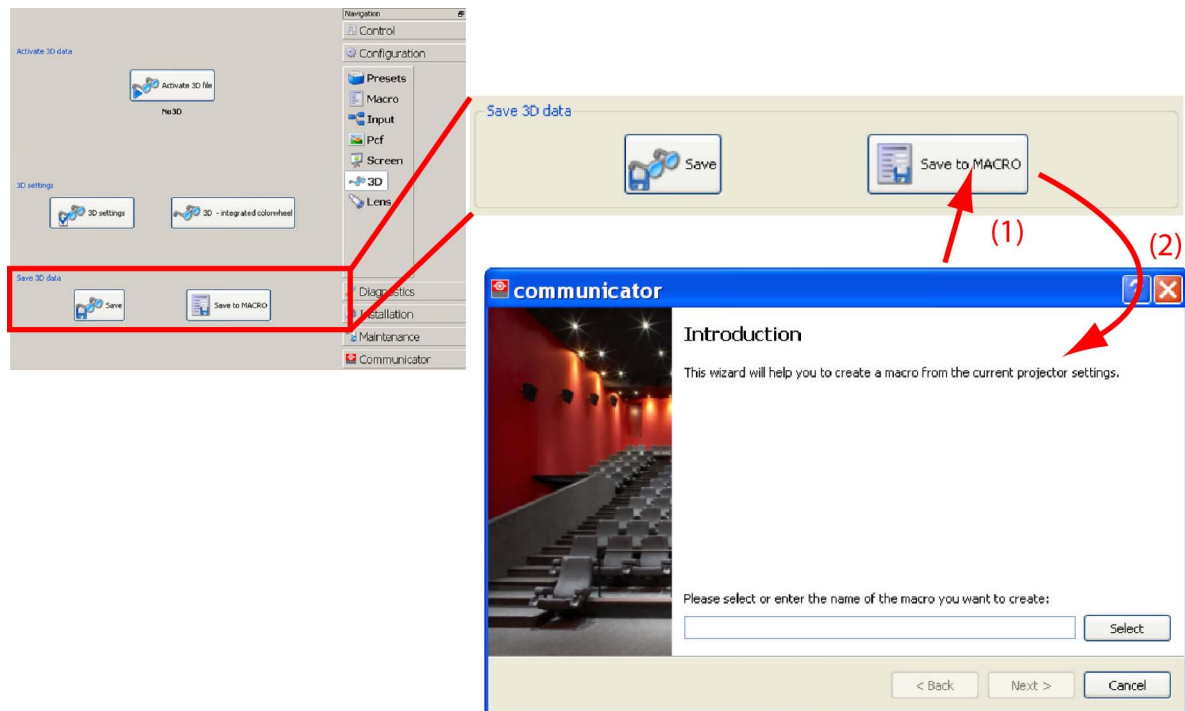 Navigation
Control
Activate 3D data
Configuration
Activate 3D file
No3D
Presets
Macro
Input
Pcf
Screen
3D
Lens
3D settings
3D settings
3D - integrated colorwheel
Save 3D data
Save
Save to MACRO
Diagnostics
Installation
Maintenance
Communicator
Save 3D data
Save
Save to MACRO
(1)
(2)
communicator
Introduction
This wizard will help you to create a macro from the current projector settings.
Please select or enter the name of the macro you want to create:
Select
< Back
Next >
Cancel